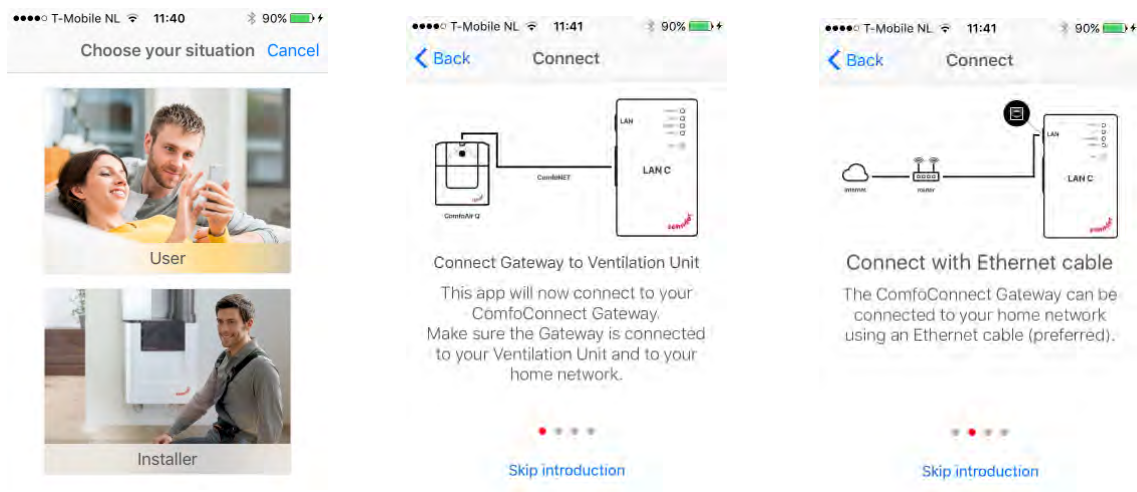 T-Mobile NL 11:40 90%
Choose your situation Cancel
User
Installer
T-Mobile NL 11:41 90%
Back Connect
LAN
ComfoNET
LAN C
ComfoAir Q
zehnder
Connect Gateway to Ventilation Unit
This app will now connect to your
ComfoConnect Gateway.
Make sure the Gateway is connected
to your Ventilation Unit and to your
home network.
Skip introduction
T-Mobile NL 11:41 90%
Back Connect
LAN
LAN C
internet
router
zehnder
Connect with Ethernet cable
The ComfoConnect Gateway can be
connected to your home network
using an Ethernet cable (preferred).
Skip introduction